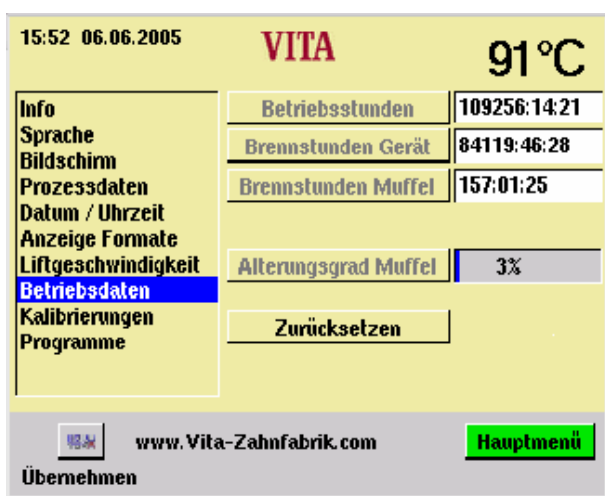 15:52 06.06.2005
VITA
91°C
Info
Sprache
Bildschirm
Prozessdaten
Datum / Uhrzeit
Anzeige Formate
Liftgeschwindigkeit
Betriebsdaten
Kalibrierungen
Programme
Betriebsstunden
109256:14:21
Brennstunden Gerät
84119:46:28
Brennstunden Muffel
157:01:25
Alterungsgrad Muffel
3%
Zurücksetzen
www.Vita-Zahnfabrik.com
Hauptmenü
Übernehmen